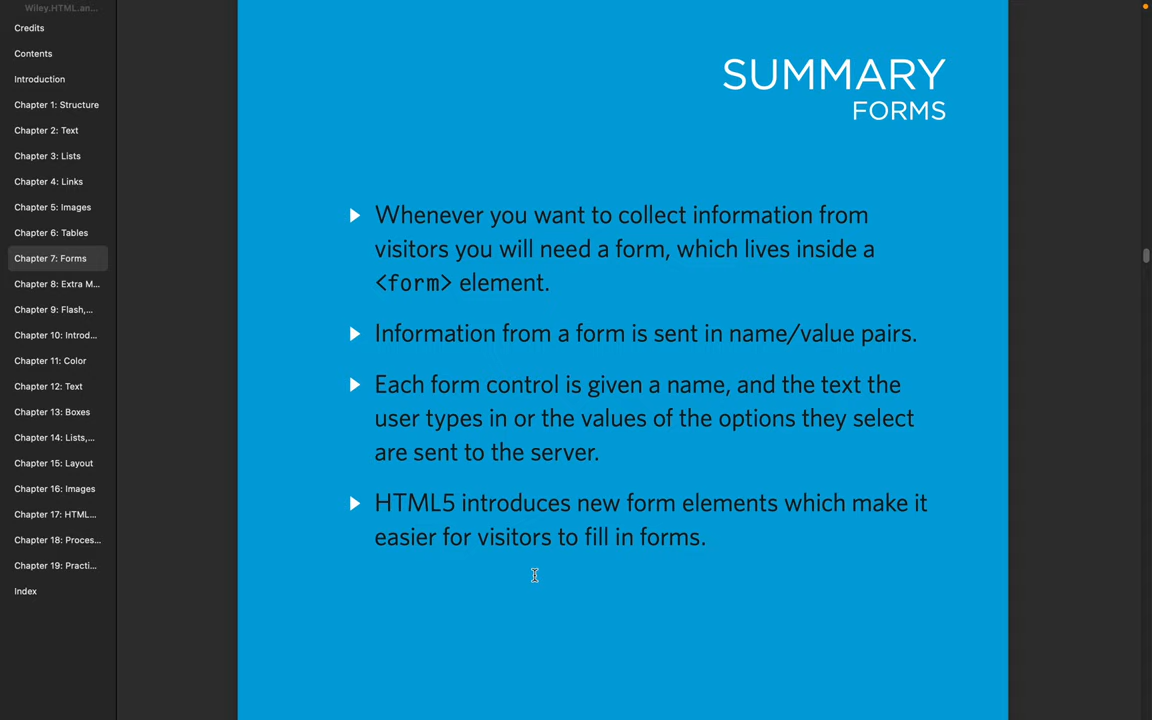 Wiley.HTML.an...
Credits
Contents
Introduction
Chapter 1: Structure
Chapter 2: Text
Chapter 3: Lists
Chapter 4: Links
Chapter 5: Images
Chapter 6: Tables
Chapter 7: Forms
Chapter 8: Extra M...
Chapter 9: Flash,...
Chapter 10: Introd...
Chapter 11: Color
Chapter 12: Text
Chapter 13: Boxes
Chapter 14: Lists,...
Chapter 15: Layout
Chapter 16: Images
Chapter 17: HTML...
Chapter 18: Proces...
Chapter 19: Practi...
Index
SUMMARY
FORMS
Whenever you want to collect information from
visitors you will need a form, which lives inside a
<form> element.
Information from a form is sent in name/value pairs.
Each form control is given a name, and the text the
user types in or the values of the options they select
are sent to the server.
HTML5 introduces new form elements which make it
easier for visitors to fill in forms.